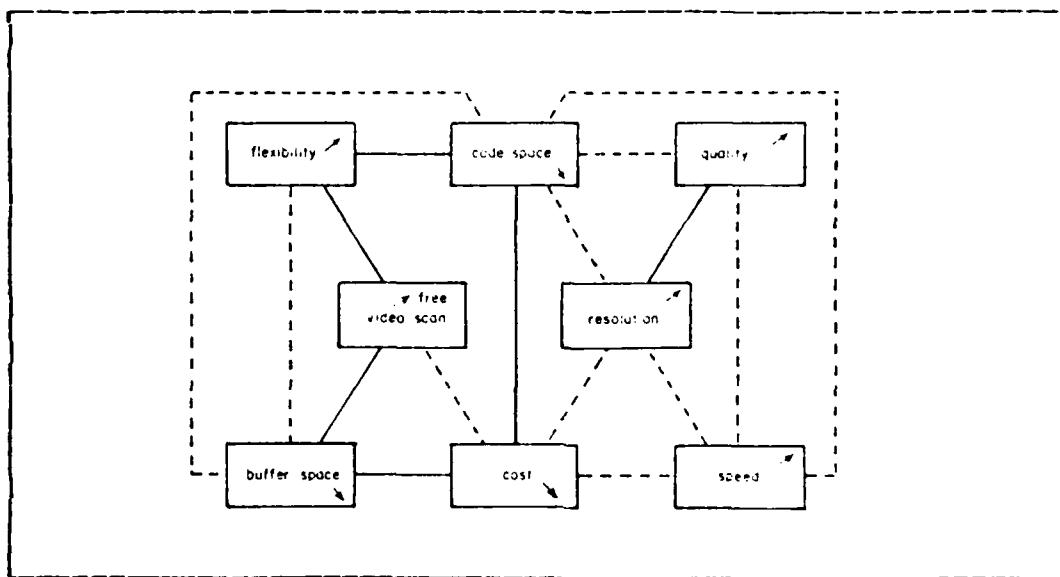 flexibility
code space
quality
free
video scan
resolution
buffer space
cost
speed